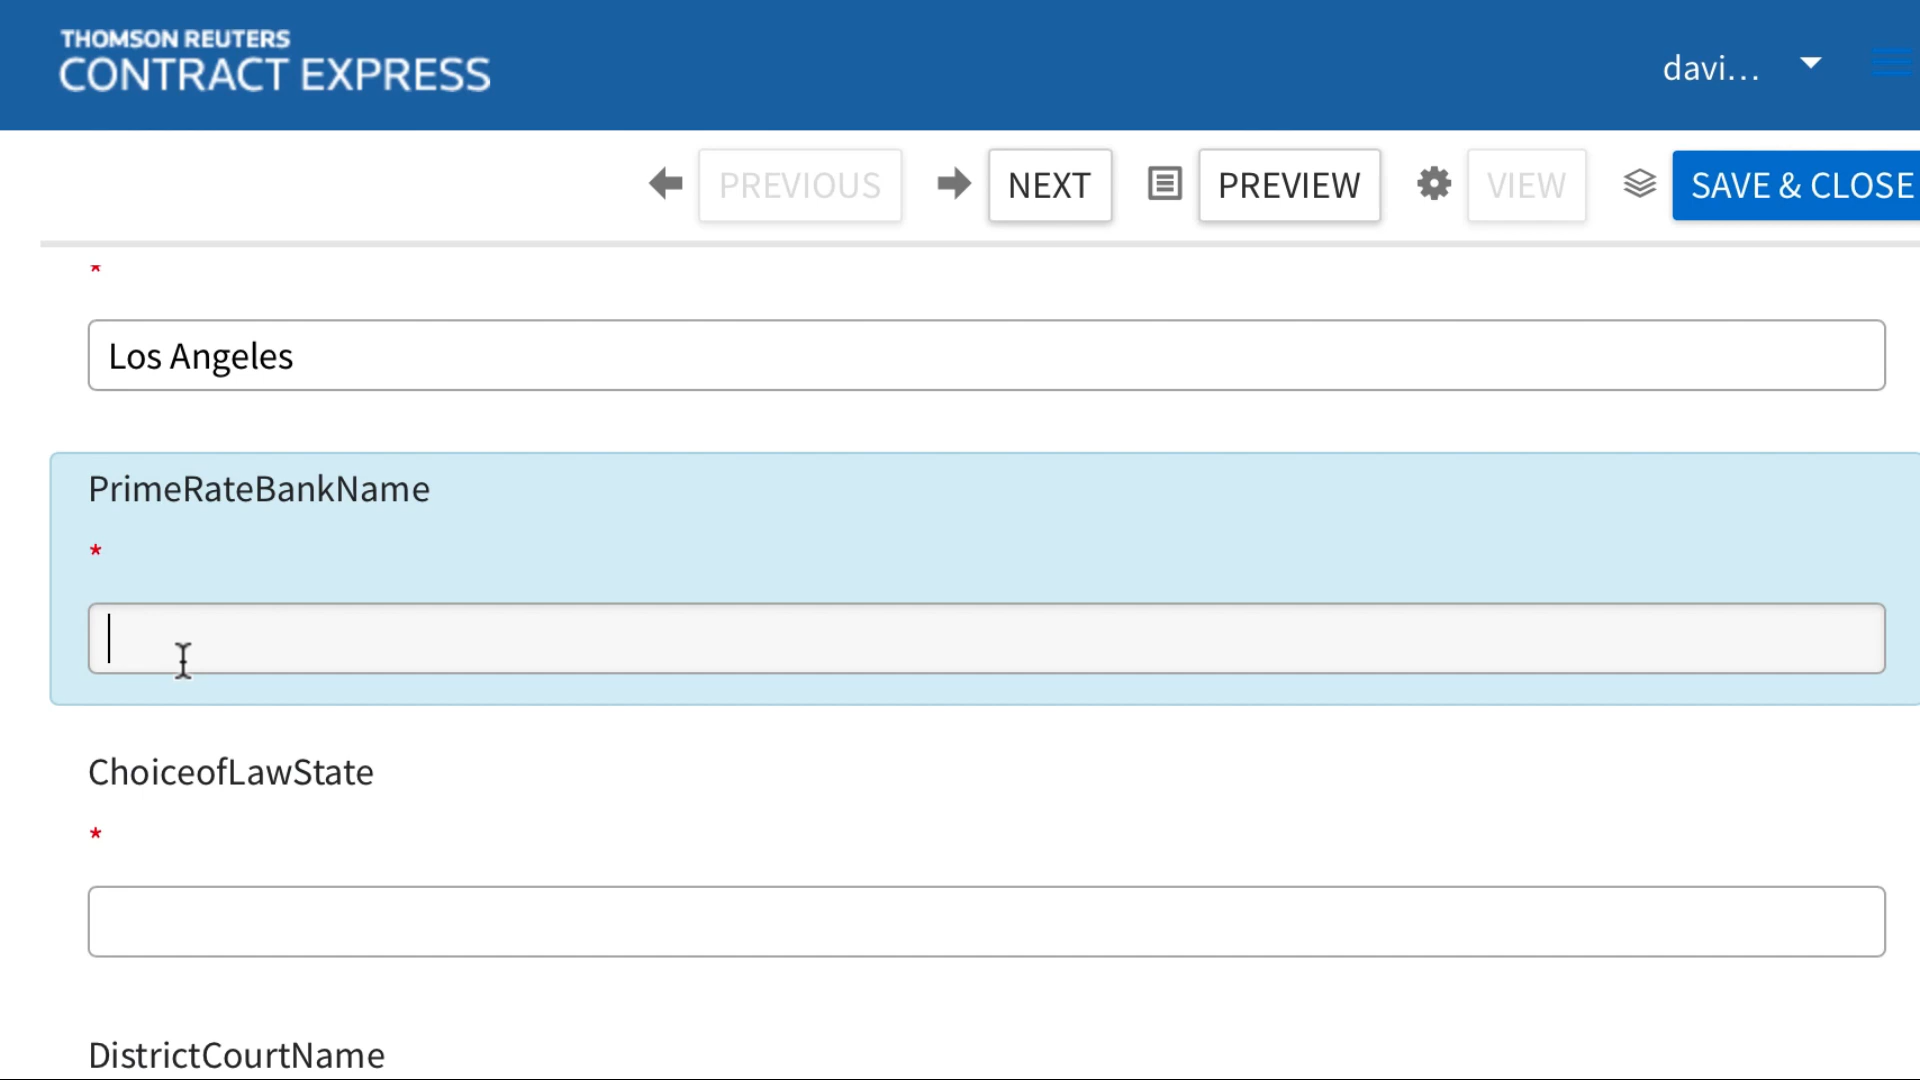 THOMSON REUTERS
CONTRACT EXPRESS
davi...
PREVIOUS NEXT PREVIEW VIEW SAVE & CLOSE
*
Los Angeles
PrimeRateBankName
*
ChoiceofLawState
*
DistrictCourtName